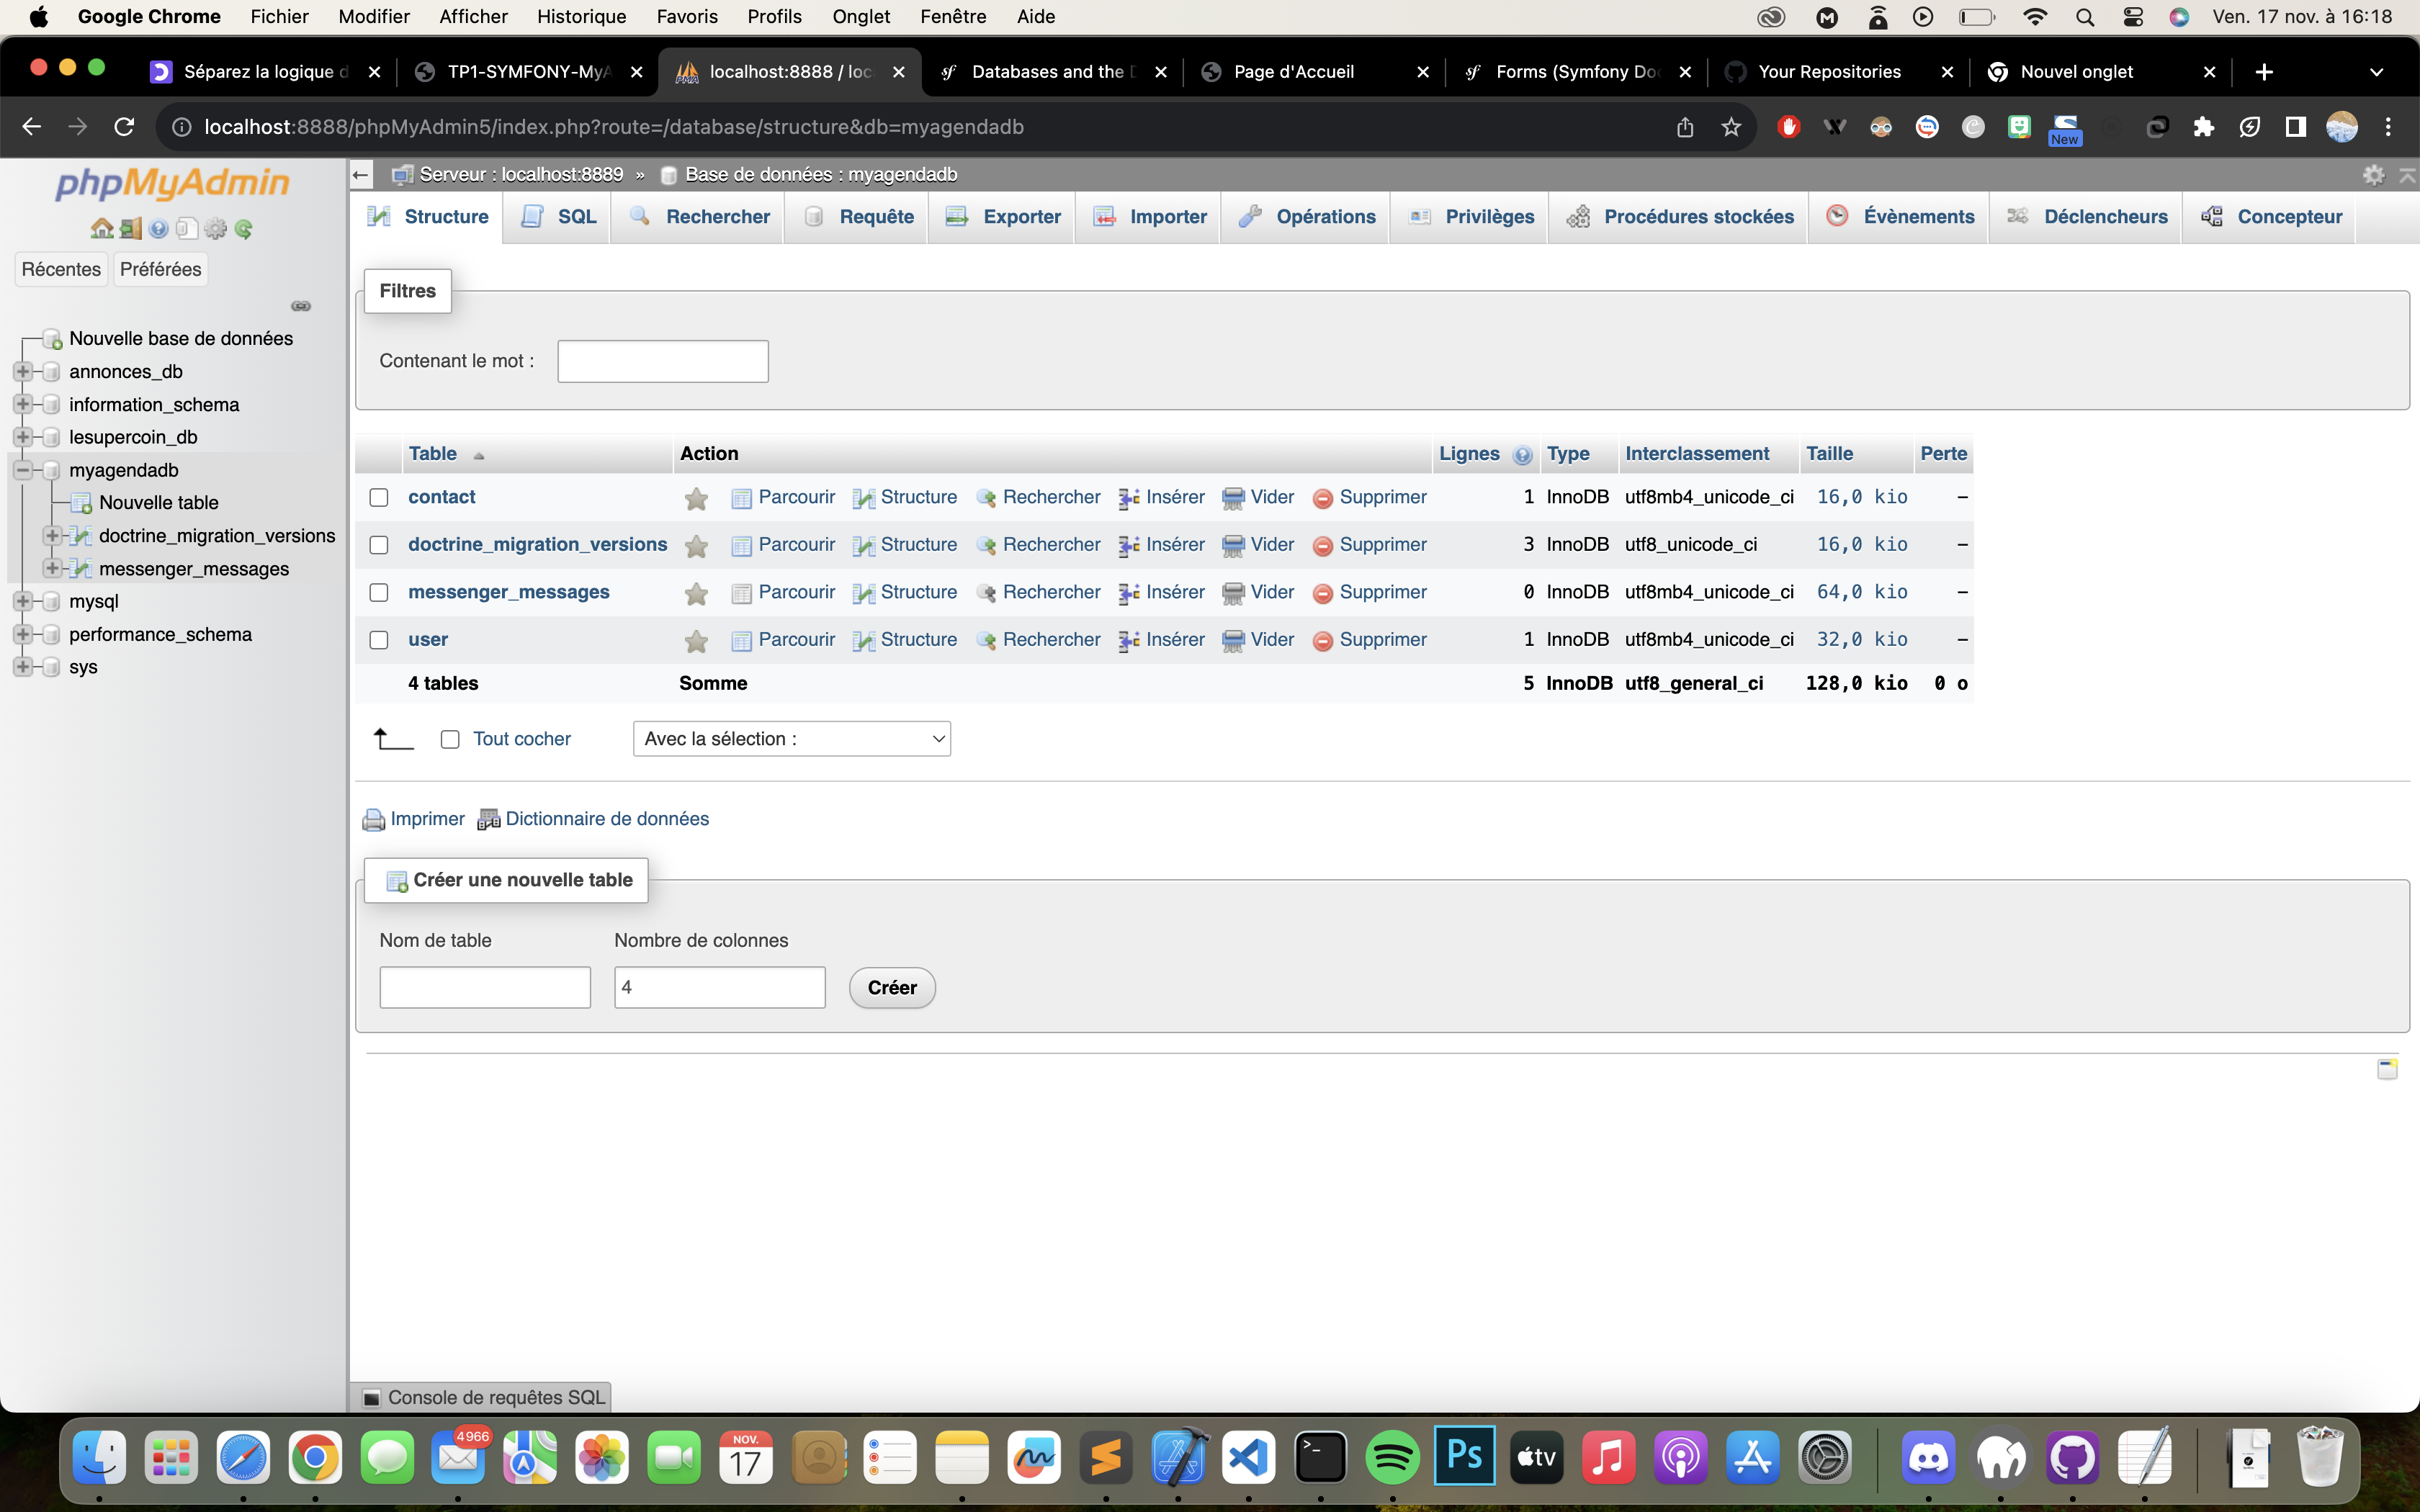 Google Chrome Fichier Modifier Afficher Historique Favoris Profils Onglet Fenêtre Aide Ven. 17 nov. à 16:18
Séparez la logique d TP1-SYMFONY-MyA localhost:8888 / loc Databases and the D Page d'Accueil Forms (Symfony Doc Your Repositories Nouvel onglet
localhost:8888/phpMyAdmin5/index.php?route=/database/structure&db=myagendadb
New
phpMyAdmin
Récentes Préférées
Nouvelle base de données
annonces_db
information_schema
lesupercoin_db
myagendadb
Nouvelle table
doctrine_migration_versions
messenger_messages
mysql
performance_schema
sys
Serveur : localhost:8889 » Base de données : myagendadb
Structure SQL Rechercher Requête Exporter Importer Opérations Privilèges Procédures stockées Évènements Déclencheurs Concepteur
Filtres
Contenant le mot :
Table Action Lignes Type Interclassement Taille Perte
contact Parcourir Structure Rechercher Insérer Vider Supprimer 1 InnoDB utf8mb4_unicode_ci 16,0 kio –
doctrine_migration_versions Parcourir Structure Rechercher Insérer Vider Supprimer 3 InnoDB utf8_unicode_ci 16,0 kio –
messenger_messages Parcourir Structure Rechercher Insérer Vider Supprimer 0 InnoDB utf8mb4_unicode_ci 64,0 kio –
user Parcourir Structure Rechercher Insérer Vider Supprimer 1 InnoDB utf8mb4_unicode_ci 32,0 kio –
4 tables Somme 5 InnoDB utf8_general_ci 128,0 kio 0 o
Tout cocher Avec la sélection :
Imprimer Dictionnaire de données
Créer une nouvelle table
Nom de table Nombre de colonnes
4 Créer
Console de requêtes SQL
4966
NOV.
17
Ps
tv